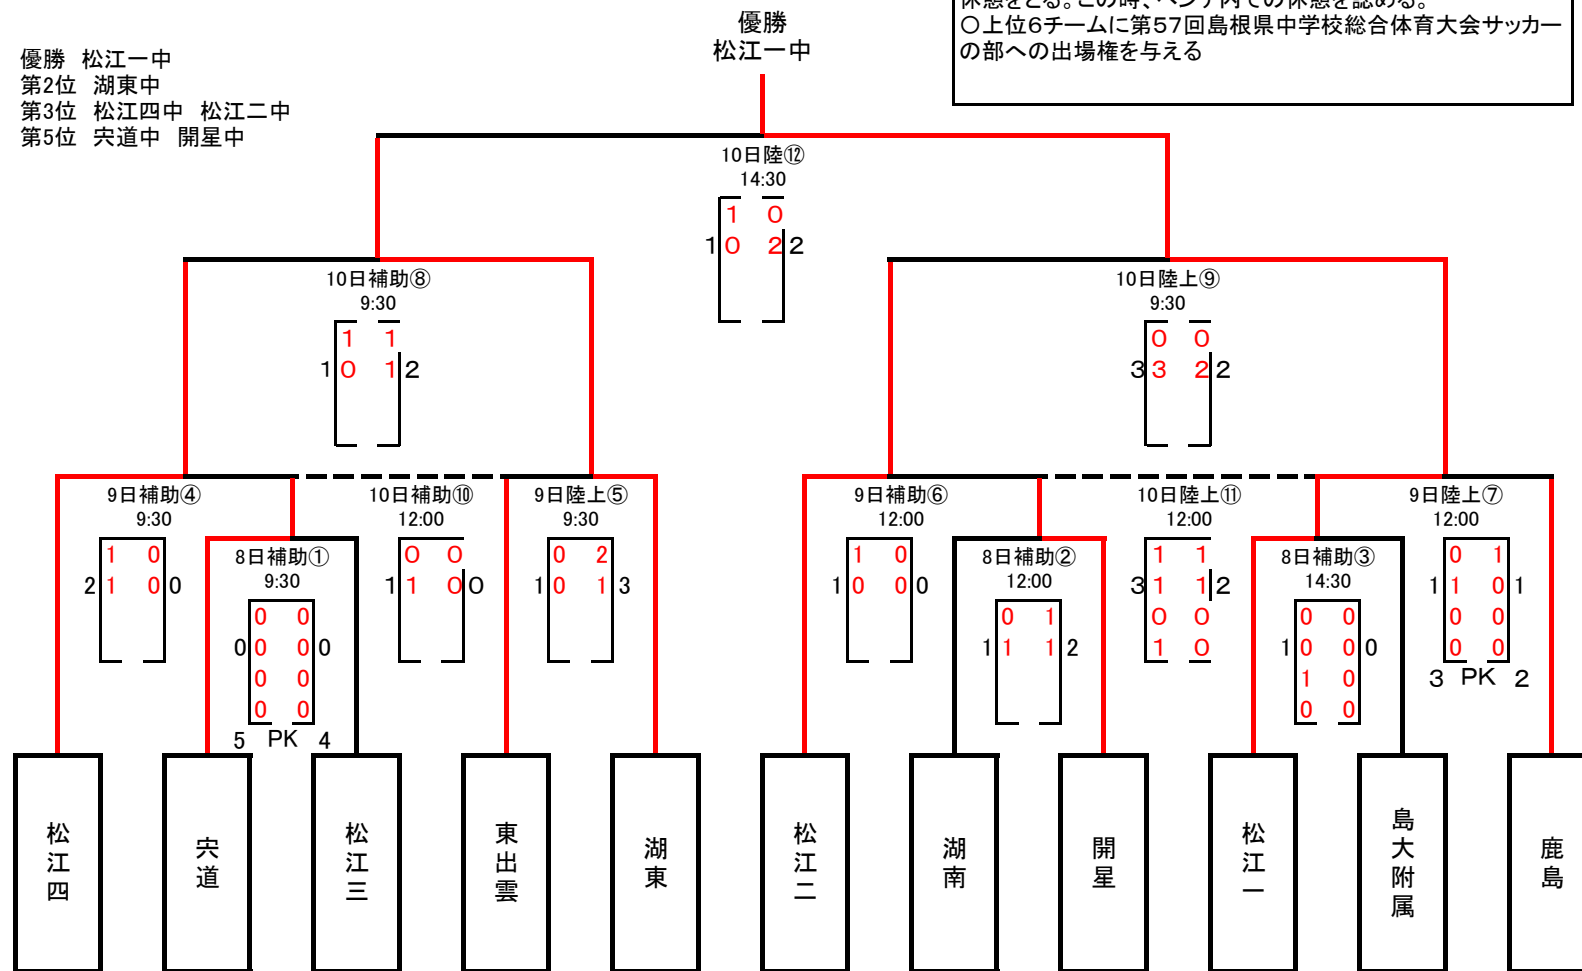 優勝
松江一中
休憩をとる。この時、ベンチ内での休憩を認める。
○上位6チームに第57回島根県中学校総合体育大会サッカー
の部への出場権を与える
優勝 松江一中
第2位 湖東中
第3位 松江四中 松江二中
第5位 宍道中 開星中
10日陸⑫
14:30
1 0
1 0 2 2
10日補助⑧
9:30
1 1
1 0 1 2
10日陸上⑨
9:30
0 0
3 3 2 2
9日補助④
9:30
1 0
2 1 0 0
8日補助①
9:30
0 0
0 0 0 0
0 0
0 0
5 PK 4
10日補助⑩
12:00
0 0
1 1 0 0
9日陸上⑤
9:30
0 2
1 0 1 3
9日補助⑥
12:00
1 0
1 0 0 0
8日補助②
12:00
0 1
1 1 1 2
10日陸上⑪
12:00
1 1
3 1 1 2
0 0
1 0
8日補助③
14:30
0 0
1 0 0 0
1 0
0 0
9日陸上⑦
12:00
0 1
1 1 0 1
0 0
0 0
3 PK 2
松江四
宍道
松江三
東出雲
湖東
松江二
湖南
開星
松江一
島大附属
鹿島